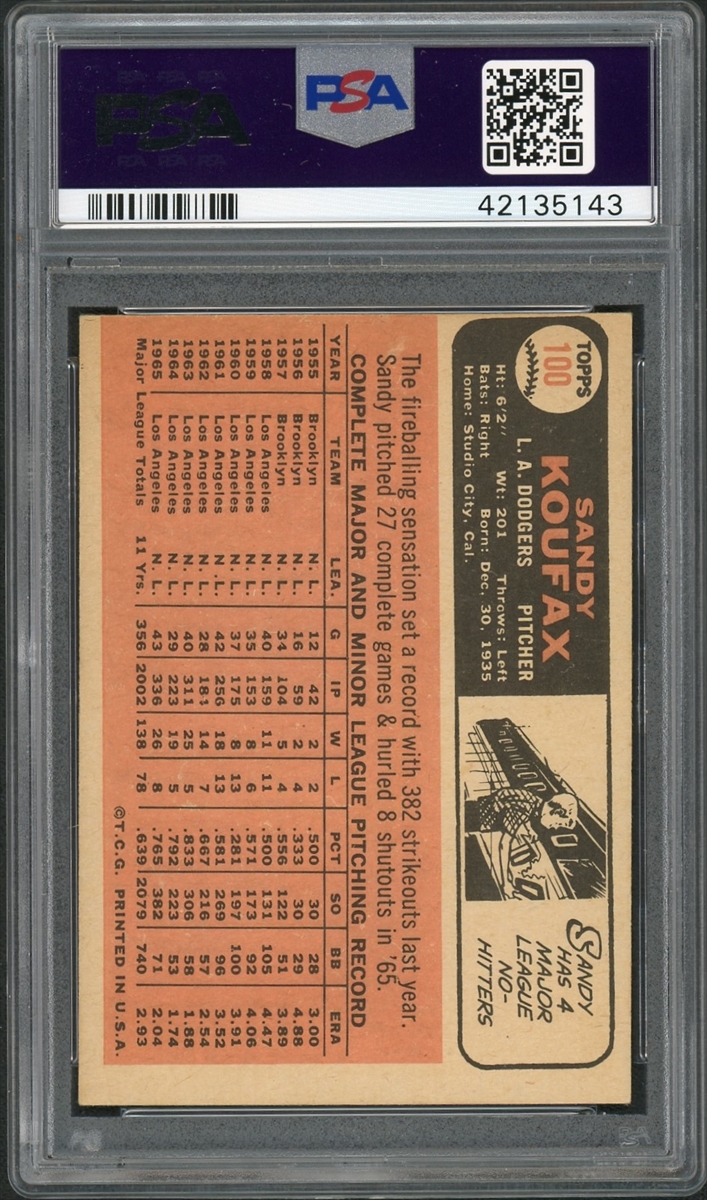 PSA
PSA
42135143
TOPPS
100
SANDY
KOUFAX
L. A. DODGERS PITCHER
Ht: 6'2" Wt: 201 Throws: Left
Bats: Right Born: Dec, 30, 1935
Home: Studio City, Cal.
SANDY
HAS 4
MAJOR
LEAGUE
NO-
HITTERS
The fireballing sensation set a record with 382 strikeouts last year.
Sandy pitched 27 complete games & hurled 8 shutouts in '65.
COMPLETE MAJOR AND MINOR LEAGUE PITCHING RECORD
YEAR TEAM LEA. G IP W L PCT SO BB ERA
1955 Brooklyn N. L. 12 42 2 2 .500 30 28 3.00
1956 Brooklyn N. L. 16 59 2 4 .333 30 29 4.88
1957 Brooklyn N. L. 34 104 5 4 .556 122 51 3.89
1958 Los Angeles N. L. 40 159 11 11 .500 131 105 4.47
1959 Los Angeles N. L. 35 153 8 6 .571 173 92 4.06
1960 Los Angeles N. L. 37 175 8 13 .281 197 100 3.91
1961 Los Angeles N. L. 42 256 18 13 .581 269 96 3.52
1962 Los Angeles N. L. 28 184 14 7 .667 216 57 2.54
1963 Los Angeles N. L. 40 311 25 5 .833 306 58 1.88
1964 Los Angeles N. L. 29 223 19 5 .792 223 53 1.74
1965 Los Angeles N. L. 43 336 26 8 .765 382 71 2.04
Major League Totals 11 Yrs. 356 2002 138 78 .639 2079 740 2.93
©T.C.G. PRINTED IN U.S.A.